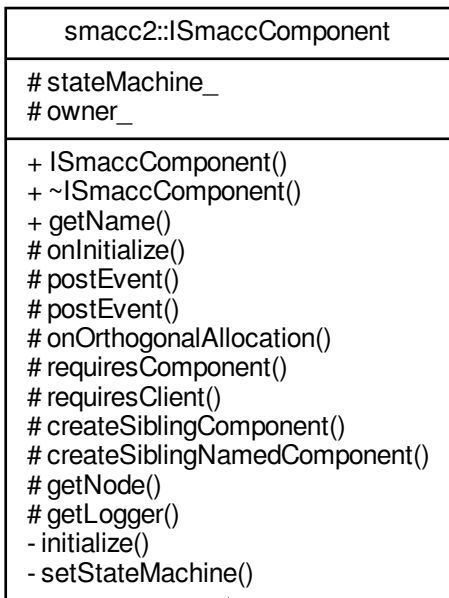 smacc2::ISmaccComponent
# stateMachine_
# owner_
+ ISmaccComponent()
+ ~ISmaccComponent()
+ getName()
# onInitialize()
# postEvent()
# postEvent()
# onOrthogonalAllocation()
# requiresComponent()
# requiresClient()
# createSiblingComponent()
# createSiblingNamedComponent()
# getNode()
# getLogger()
- initialize()
- setStateMachine()